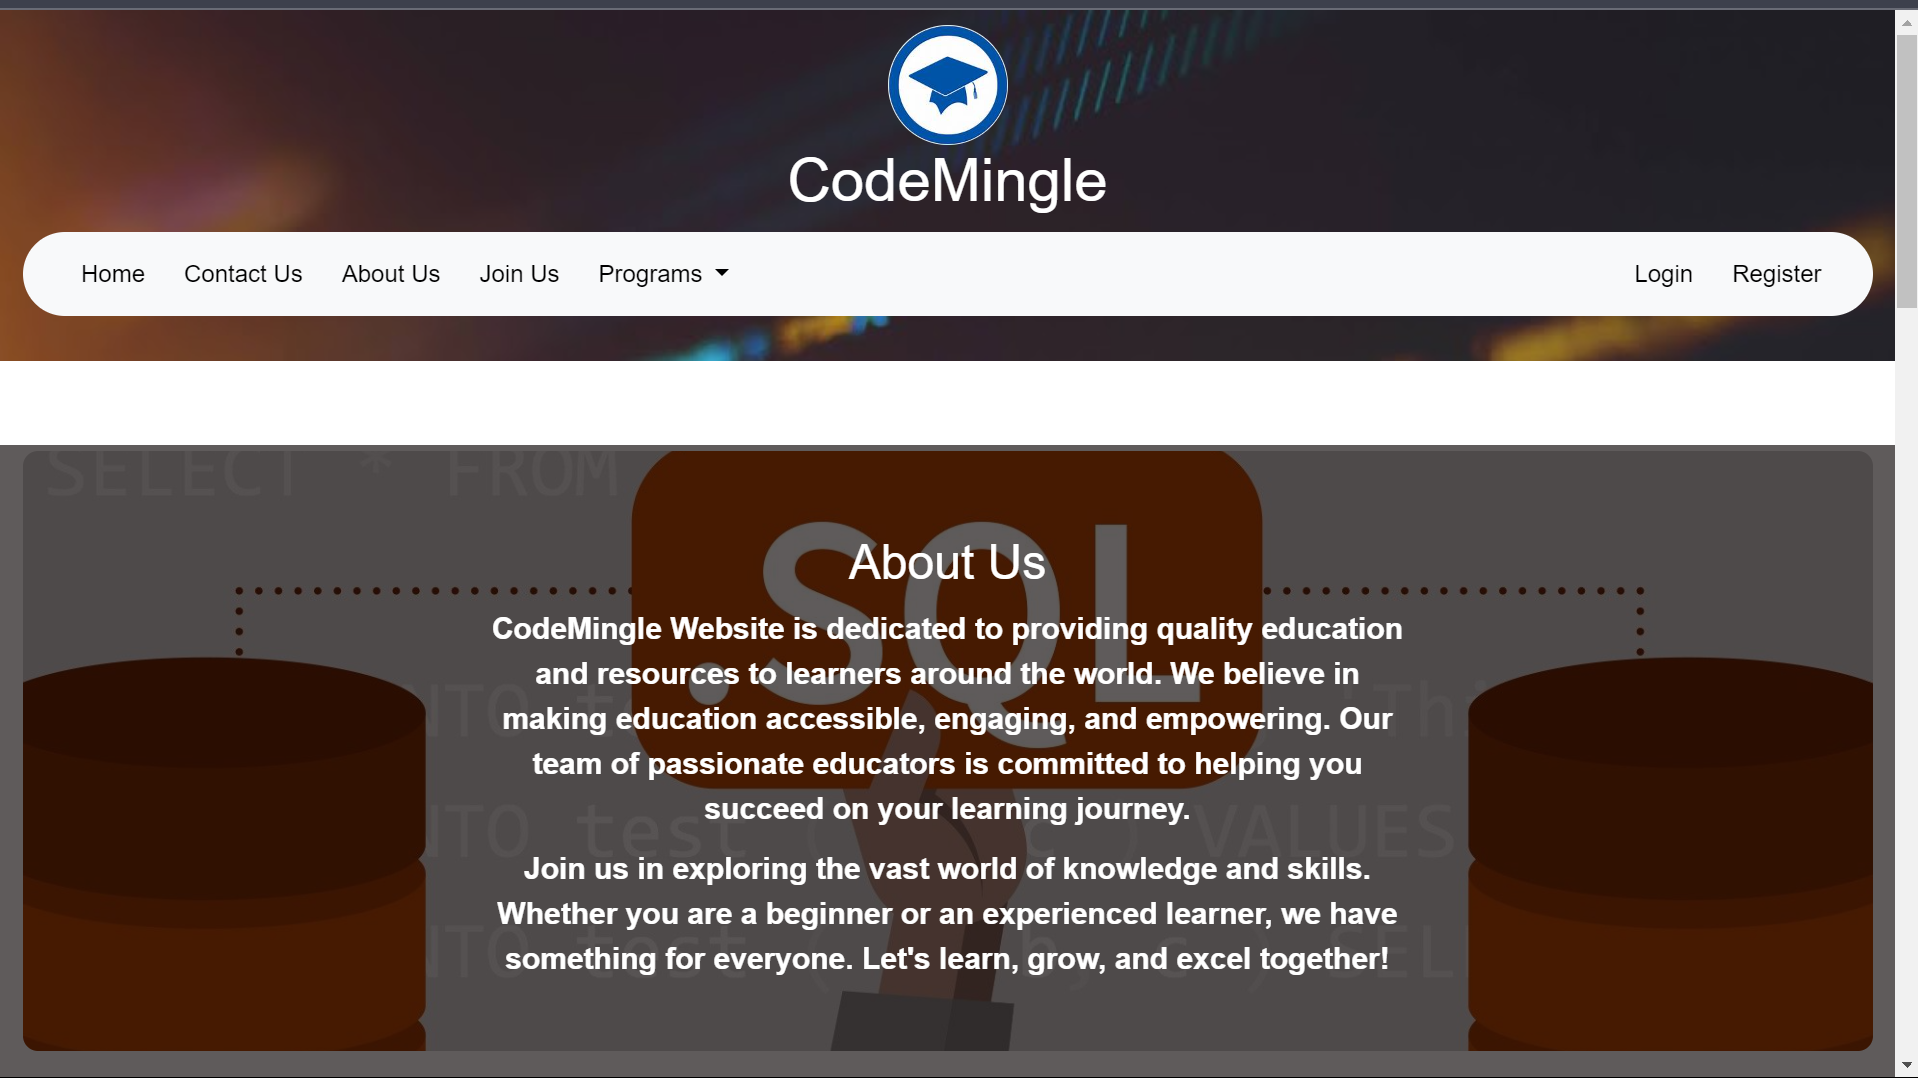 CodeMingle
Home Contact Us About Us Join Us Programs Login Register
SELECT * FROM
.SQL
About Us
CodeMingle Website is dedicated to providing quality education
and resources to learners around the world. We believe in
making education accessible, engaging, and empowering. Our
team of passionate educators is committed to helping you
succeed on your learning journey.
Join us in exploring the vast world of knowledge and skills.
Whether you are a beginner or an experienced learner, we have
something for everyone. Let's learn, grow, and excel together!